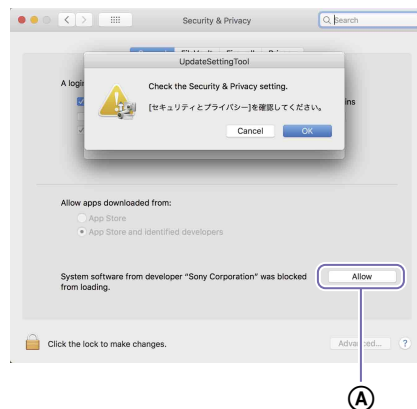 Security & Privacy
Search
UpdateSettingTool
A login
Check the Security & Privacy setting.
[セキュリティとプライバシー]を確認してください。
ins
Cancel
OK
Allow apps downloaded from:
App Store
App Store and identified developers
System software from developer “Sony Corporation” was blocked
from loading.
Allow
Click the lock to make changes.
Advanced...
?
A